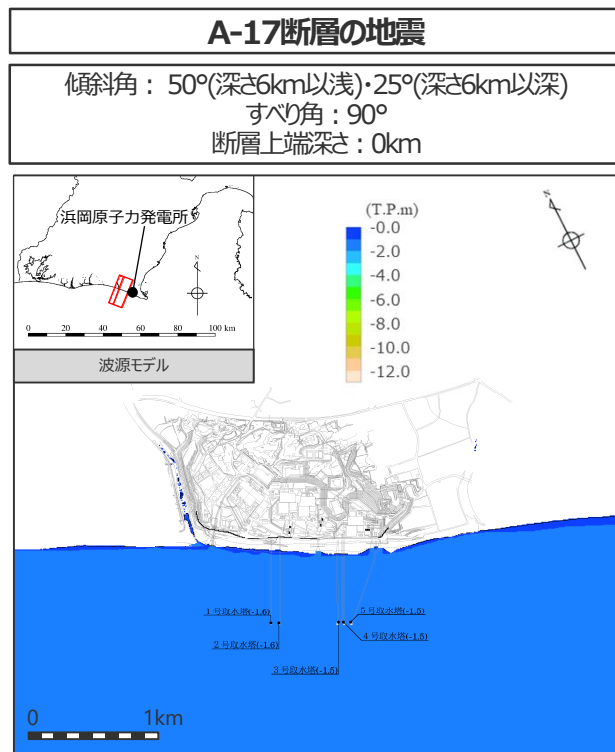 A-17断層の地震
傾斜角： 50°(深さ6km以浅)・25°(深さ6km以深)
すべり角：90°
断層上端深さ：0km
浜岡原子力発電所
N
0 20 40 60 80 100 km
波源モデル
(T.P.m)
-0.0
-2.0
-4.0
-6.0
-8.0
-10.0
-12.0
N
1号取水塔(-1.6)
2号取水塔(-1.6)
3号取水塔(-1.5)
4号取水塔(-1.5)
5号取水塔(-1.5)
0 1km